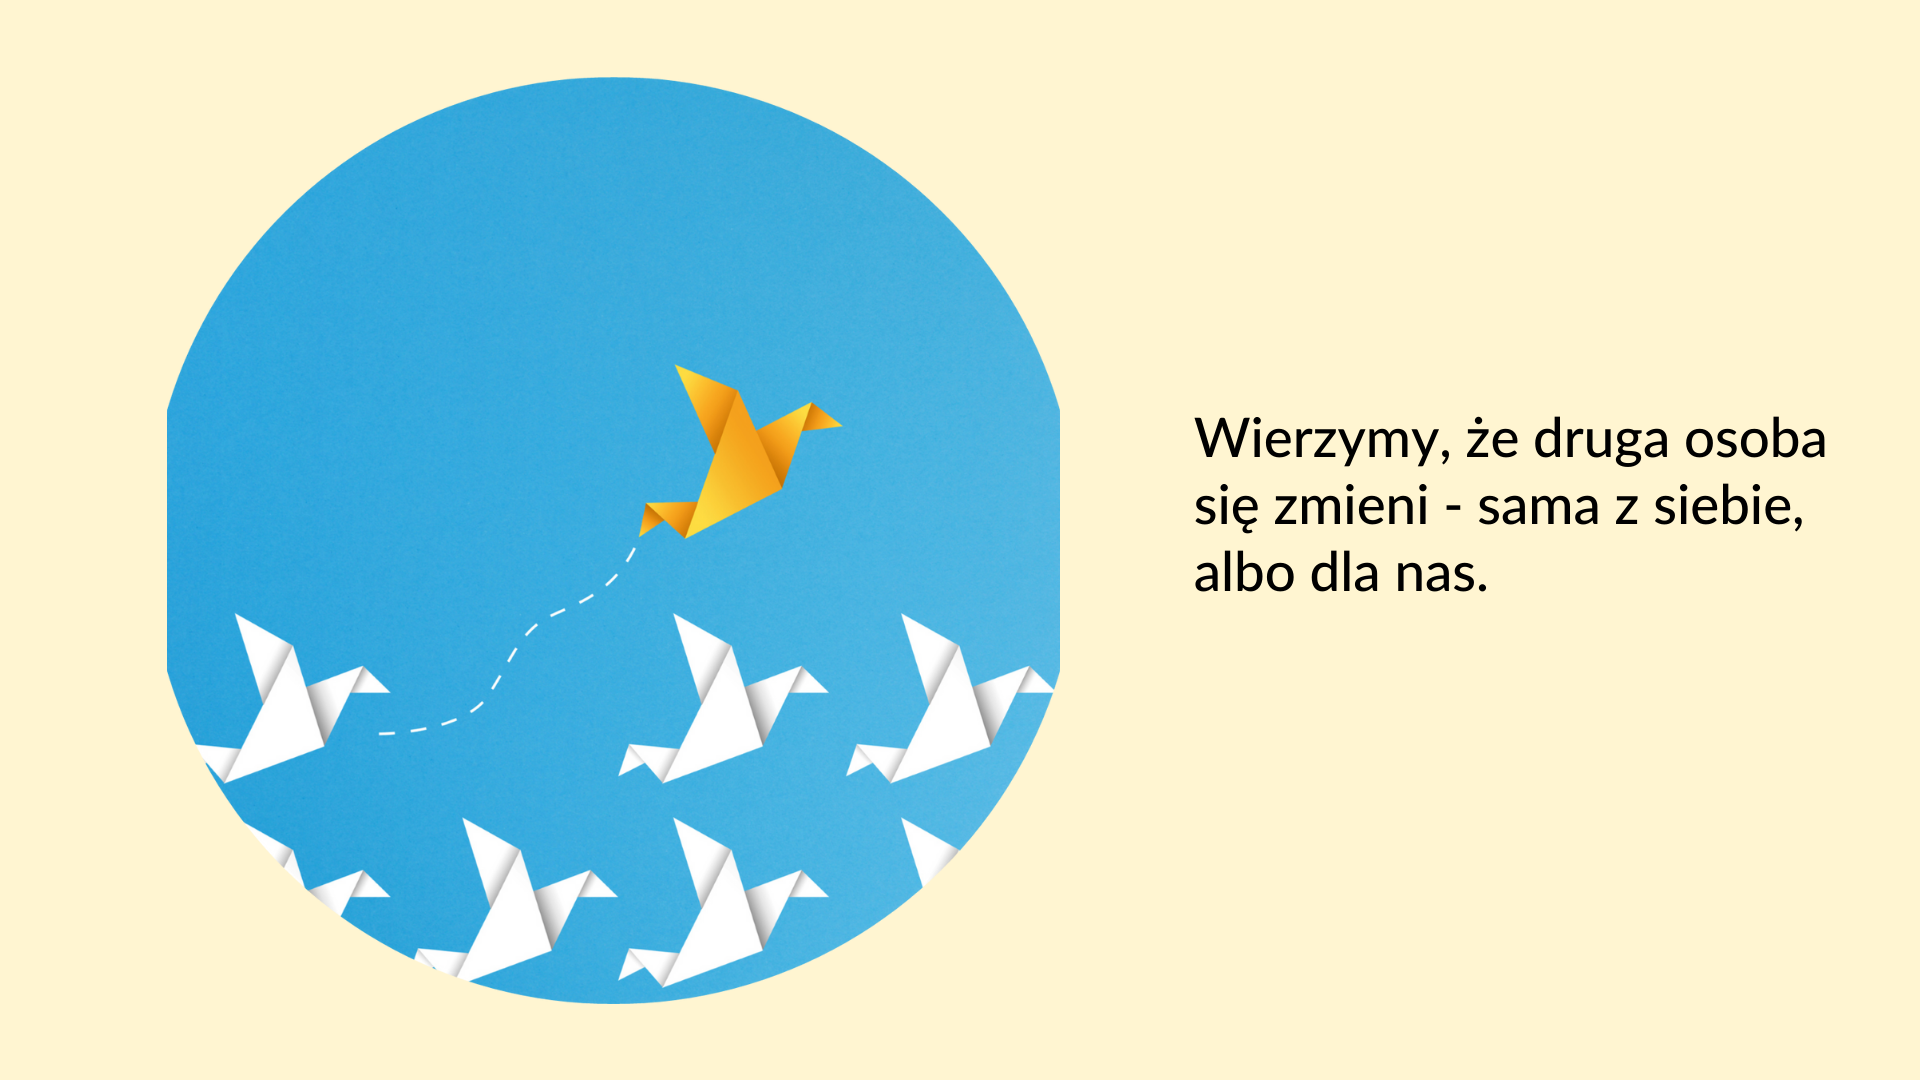 Wierzymy, że druga osoba
się zmieni - sama z siebie,
albo dla nas.